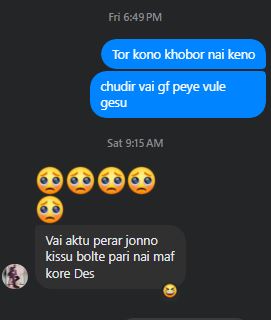 Fri 6:49 PM
Tor kono khobor nai keno
chudir vai gf peye vule
gesu
Sat 9:15 AM
🥺🥺🥺🥺
🥺
Vai aktu perar jonno
kissu bolte pari nai maf
kore Des
😆